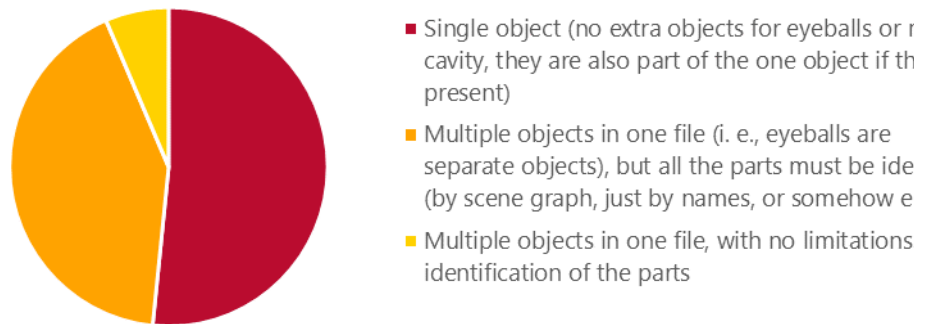 Single object (no extra objects for eyeballs or
cavity, they are also part of the one object if
present)
Multiple objects in one file (i. e., eyeballs are
separate objects), but all the parts must be
(by scene graph, just by names, or somehow
Multiple objects in one file, with no limitations
identification of the parts